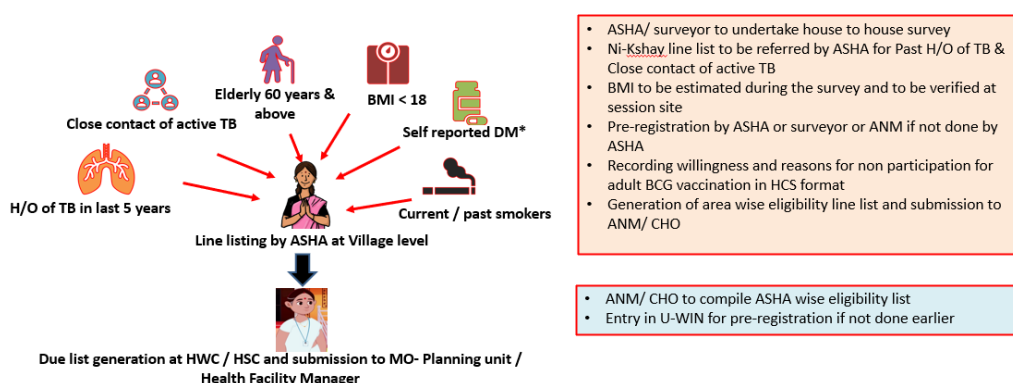 Elderly 60 years &
above
BMI < 18
Close contact of active TB
Self reported DM*
H/O of TB in last 5 years
Current / past smokers
Line listing by ASHA at Village level
Due list generation at HWC / HSC and submission to MO- Planning unit /
Health Facility Manager
• ASHA/ surveyor to undertake house to house survey
• Ni-Kshay line list to be referred by ASHA for Past H/O of TB &
Close contact of active TB
• BMI to be estimated during the survey and to be verified at
session site
• Pre-registration by ASHA or surveyor or ANM if not done by
ASHA
• Recording willingness and reasons for non participation for
adult BCG vaccination in HCS format
• Generation of area wise eligibility line list and submission to
ANM/ CHO
• ANM/ CHO to compile ASHA wise eligibility list
• Entry in U-WIN for pre-registration if not done earlier